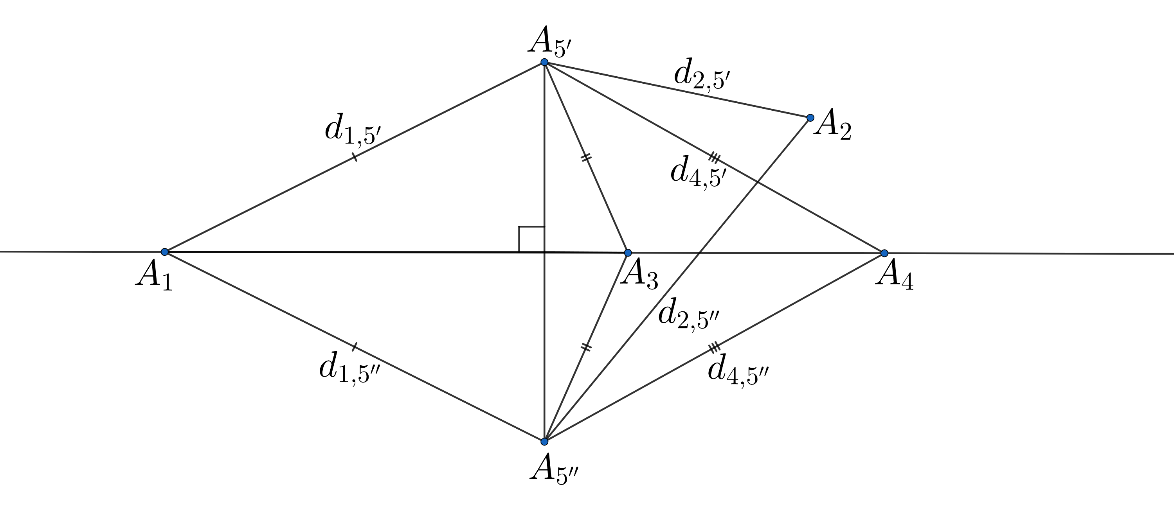 A₅′
d₂,₅′
A₂
d₁,₅′
d₄,₅′
A₁
A₃
A₄
d₂,₅″
d₁,₅″
d₄,₅″
A₅″